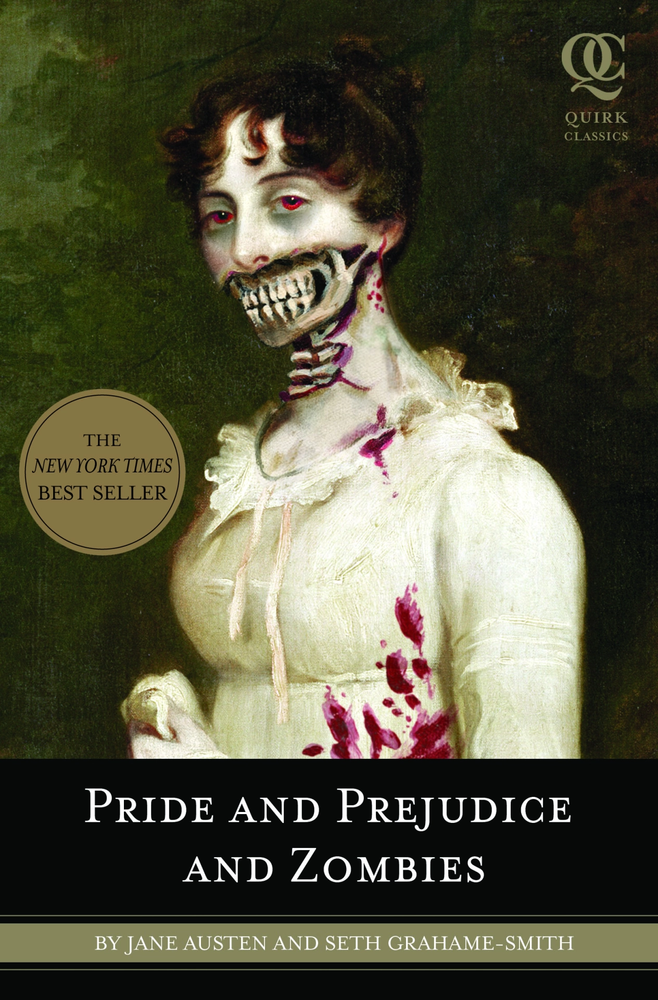 QC
QUIRK
CLASSICS
THE
NEW YORK TIMES
BEST SELLER
PRIDE AND PREJUDICE
AND ZOMBIES
BY JANE AUSTEN AND SETH GRAHAME-SMITH